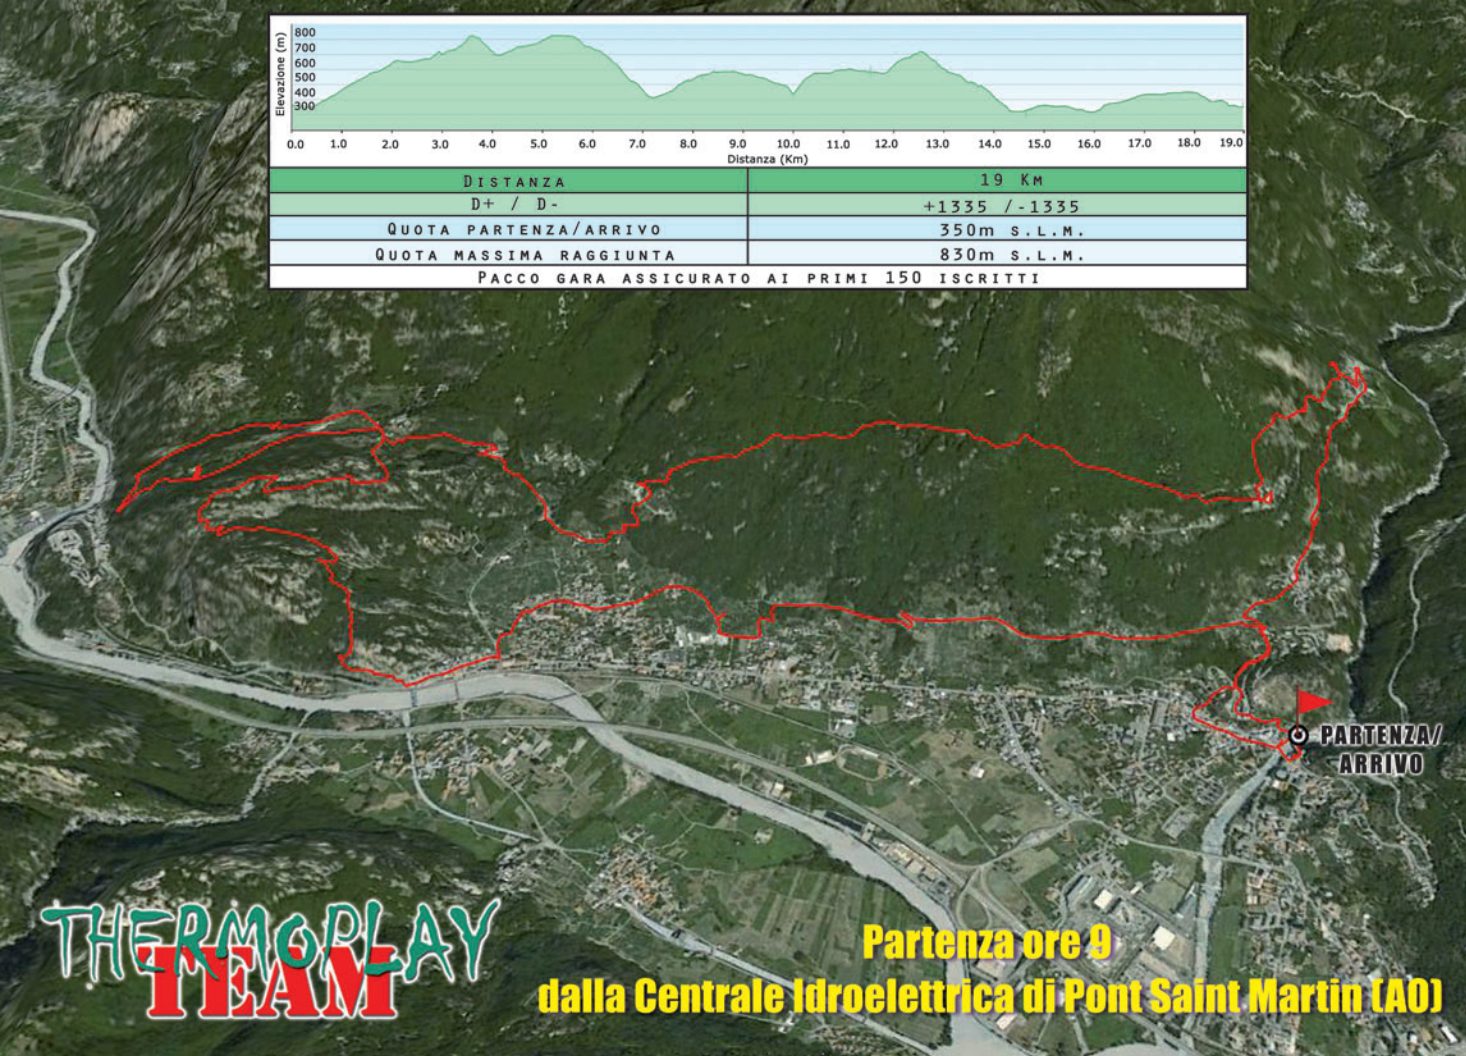 Elevazione (m)
800
700
600
500
400
300
0.0 1.0 2.0 3.0 4.0 5.0 6.0 7.0 8.0 9.0 10.0 11.0 12.0 13.0 14.0 15.0 16.0 17.0 18.0 19.0
Distanza (Km)
DISTANZA 19 KM
D+ / D- +1335 /-1335
QUOTA PARTENZA/ARRIVO 350m S.L.M.
QUOTA MASSIMA RAGGIUNTA 830m S.L.M.
PACCO GARA ASSICURATO AI PRIMI 150 ISCRITTI
PARTENZA/
ARRIVO
THERMOPLAY
TEAM
Partenza ore 9
dalla Centrale Idroelettrica di Pont Saint Martin (AO)